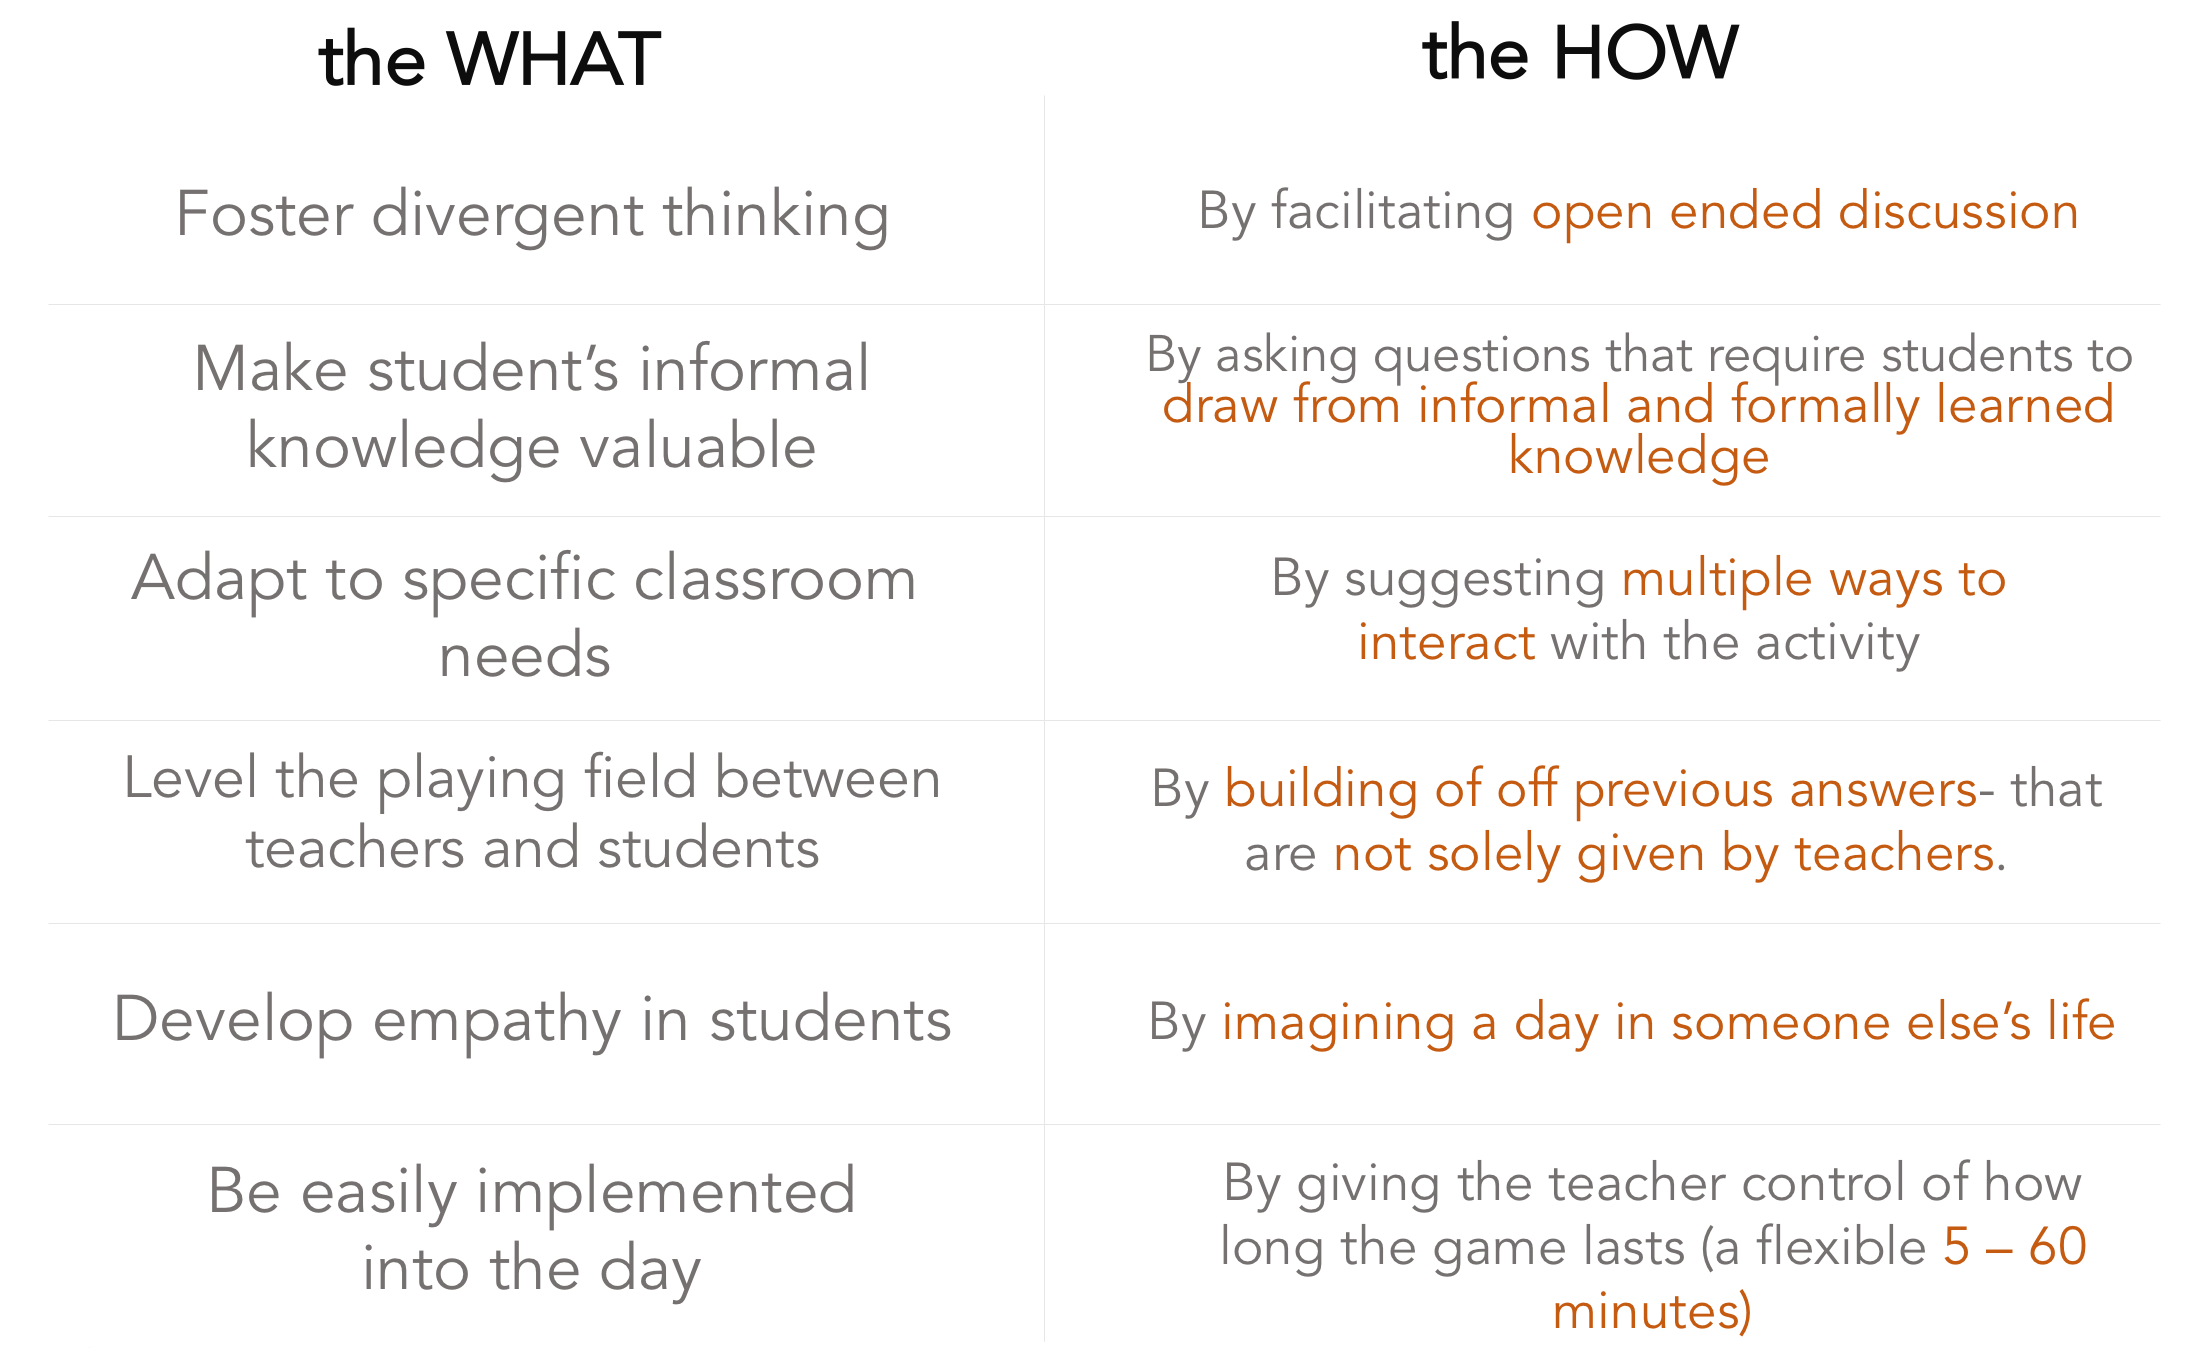 the WHAT
the HOW
Foster divergent thinking
By facilitating open ended discussion
Make student’s informal
knowledge valuable
By asking questions that require students to
draw from informal and formally learned
knowledge
Adapt to specific classroom
needs
By suggesting multiple ways to
interact with the activity
Level the playing field between
teachers and students
By building of off previous answers- that
are not solely given by teachers.
Develop empathy in students
By imagining a day in someone else’s life
Be easily implemented
into the day
By giving the teacher control of how
long the game lasts (a flexible 5 – 60
minutes)